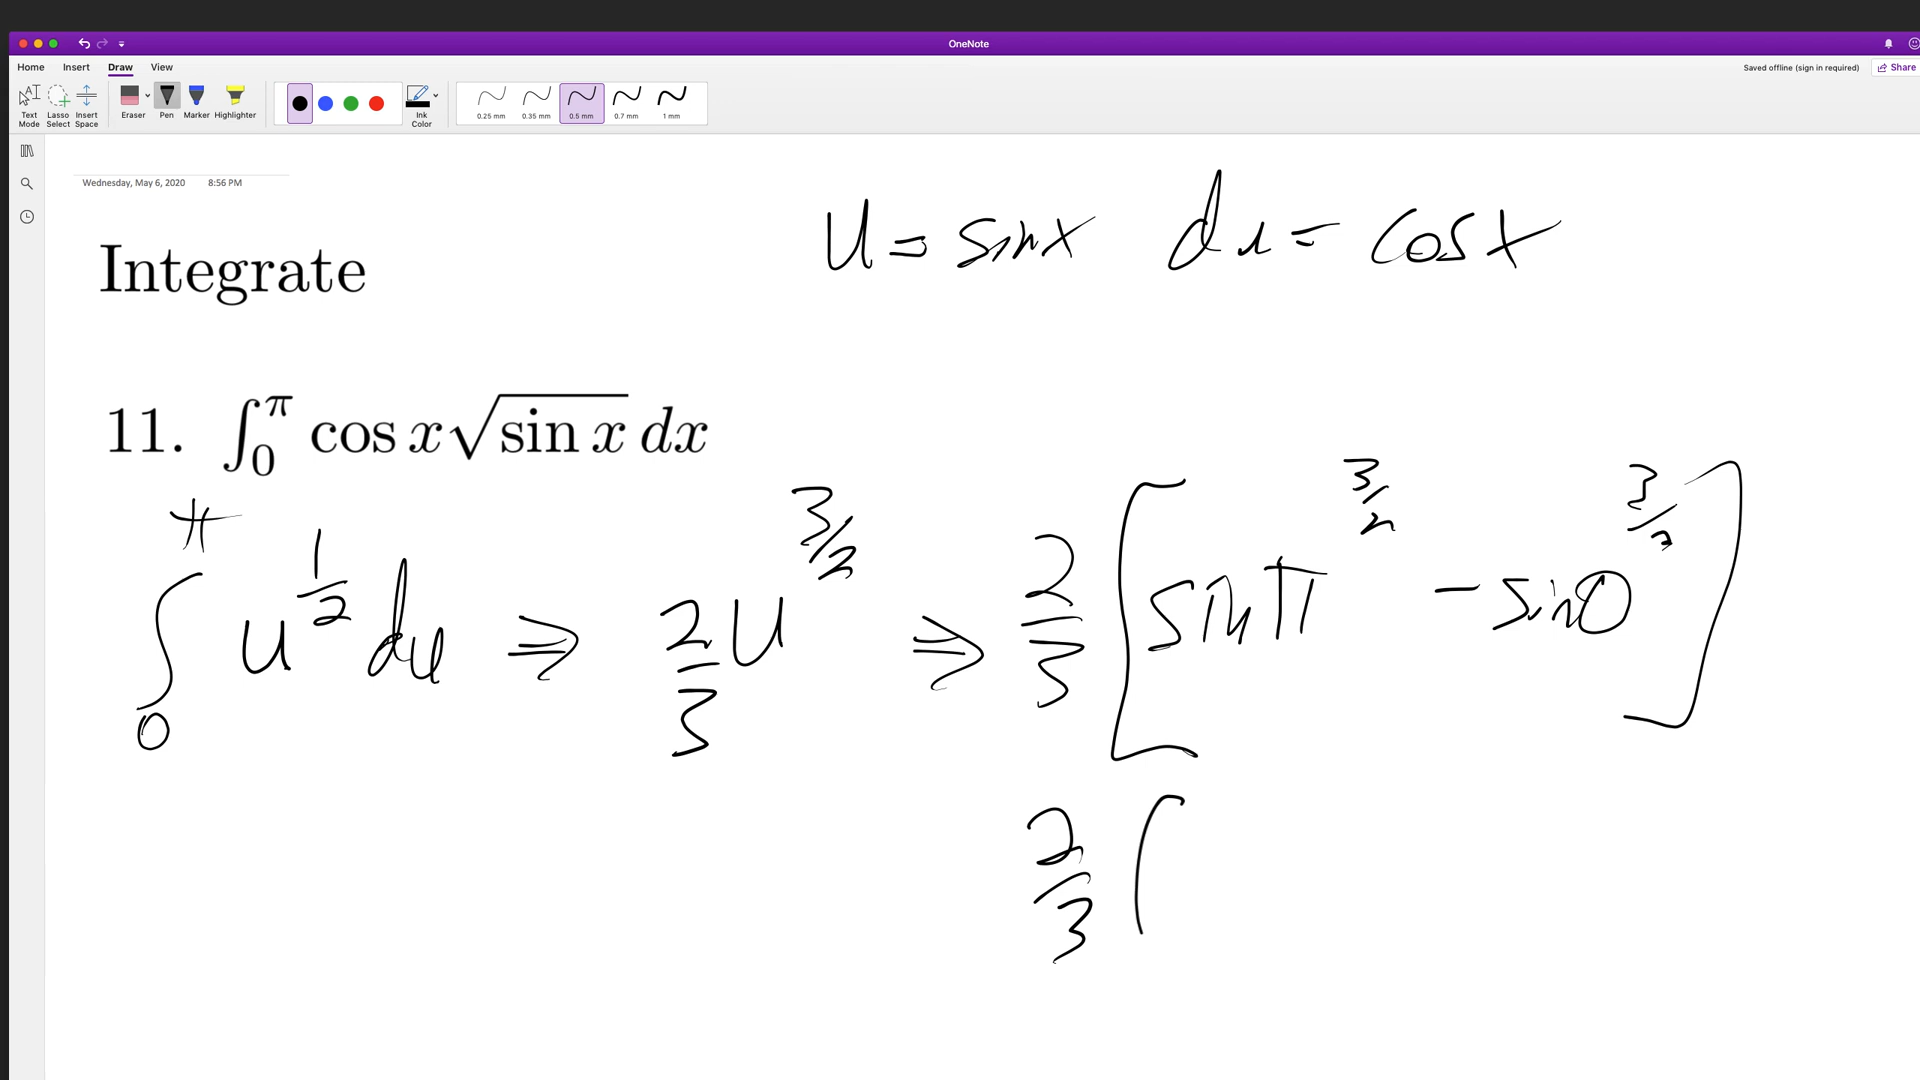 OneNote
Home Insert Draw View
Saved offline (sign in required) Share
Text Mode Lasso Select Insert Space Eraser Pen Marker Highlighter Ink Color 0.25 mm 0.35 mm 0.5 mm 0.7 mm 1 mm
Wednesday, May 6, 2020 8:56 PM
u = sinx du = cosx
Integrate
11. ∫₀^π cos x√(sin x) dx
∫₀^π u^(1/2) du ⇒ 2/3 u^(3/2) ⇒ 2/3 [sinπ^(3/2) - sin0^(3/2)]
2/3 (